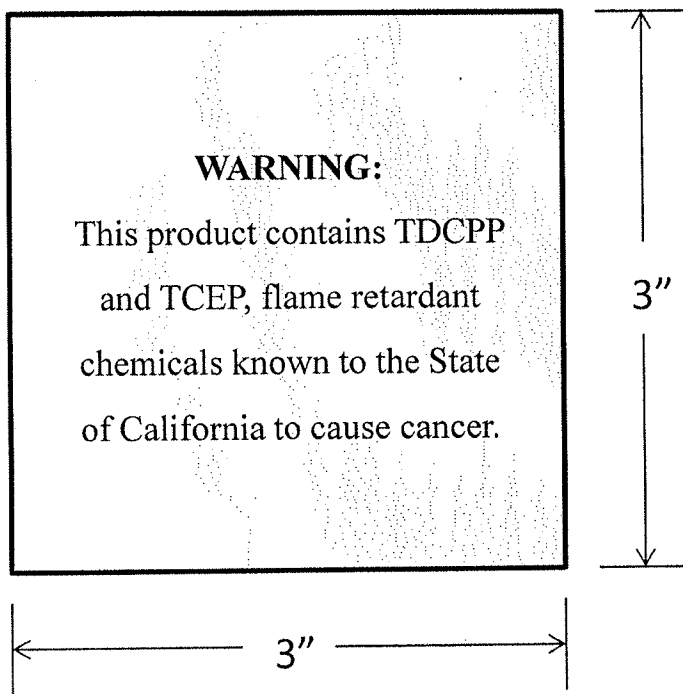 WARNING:
This product contains TDCPP
and TCEP, flame retardant
chemicals known to the State
of California to cause cancer.
3"
3"